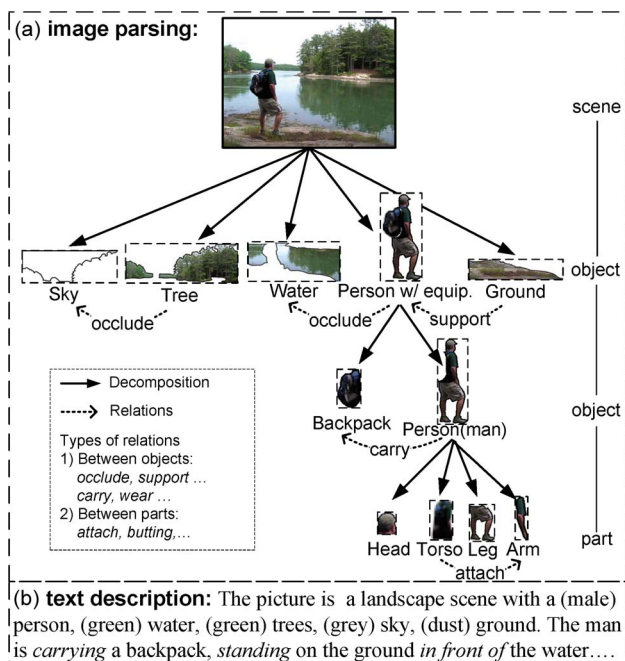 (a) image parsing:
scene
object
Sky Tree Water Person w/ equip. Ground
occlude occlude support
Decomposition
Relations
Types of relations
1) Between objects:
occlude, support ...
carry, wear ...
2) Between parts:
attach, butting,...
Backpack Person(man)
object
carry
Head Torso Leg Arm
part
attach
(b) text description: The picture is a landscape scene with a (male)
person, (green) water, (green) trees, (grey) sky, (dust) ground. The man
is carrying a backpack, standing on the ground in front of the water....